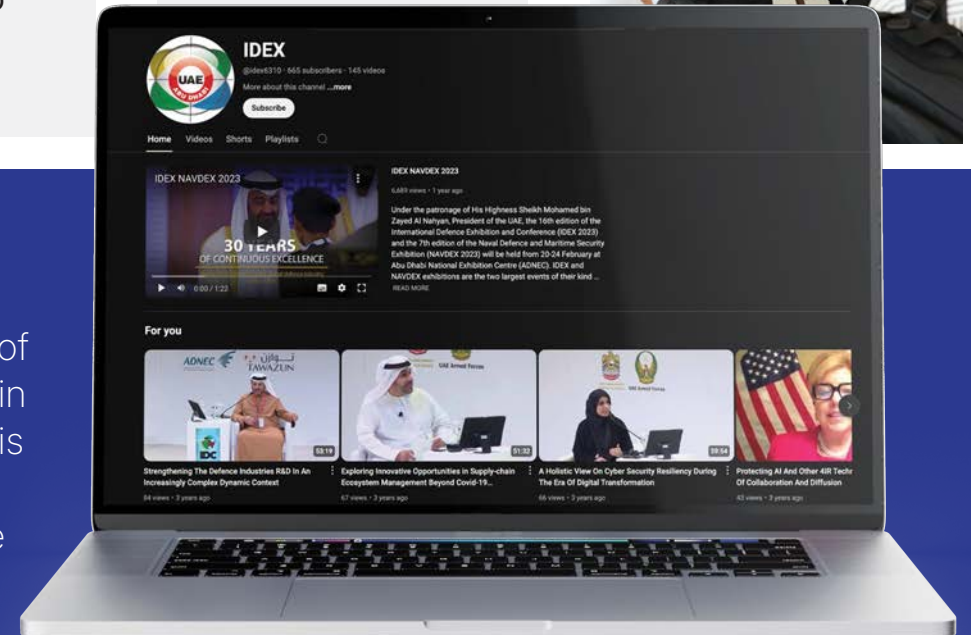 IDEX
@idex6310 · 665 subscribers · 145 videos
More about this channel ...more
Subscribe
Home Videos Shorts Playlists
UAE
ABU DHABI
IDEX NAVDEX 2023
30 YEARS
OF CONTINUOUS EXCELLENCE
0:00 / 1:22
IDEX NAVDEX 2023
6,689 views • 1 year ago
Under the patronage of His Highness Sheikh Mohamed bin
Zayed Al Nahyan, President of the UAE, the 16th edition of the
International Defence Exhibition and Conference (IDEX 2023)
and the 7th edition of the Naval Defence and Maritime Security
Exhibition (NAVDEX 2023) will be held from 20-24 February at
Abu Dhabi National Exhibition Centre (ADNEC). IDEX and
NAVDEX exhibitions are the two largest events of their kind ...
READ MORE
For you
ADNEC
توازن
TAWAZUN
IDC
53:19
Strengthening The Defence Industries R&D In An
Increasingly Complex Dynamic Context
84 views • 3 years ago
UAE Armed Forces
51:32
Exploring Innovative Opportunities in Supply-chain
Ecosystem Management Beyond Covid-19...
67 views • 3 years ago
UAE Armed Forces
59:54
A Holistic View On Cyber Security Resiliency During
The Era Of Digital Transformation
66 views • 3 years ago
Protecting AI And Other 4IR Techn
Of Collaboration And Diffusion
43 views • 3 years ago
of
in
is
e